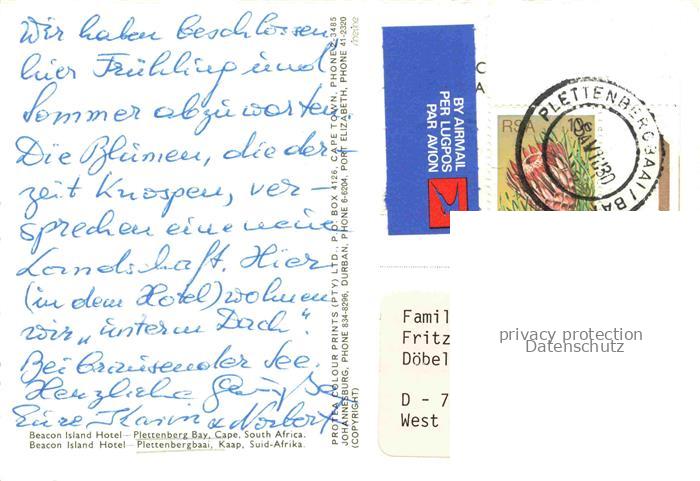 Wir haben beschlossen,
hier Frühling und
Sommer abzuwarten.
Die Blumen, die der-
zeit Knospen, ver-
sprechen eine neue
Landschaft. Hier
(in dem Hotel) wohnen
wir „unterm Dach“.
Bei brausender See.
Herzliche
Eure Karin & Norbert
Beacon Island Hotel — Plettenberg Bay, Cape, South Africa.
Beacon Island Hotel — Plettenbergbaai, Kaap, Suid-Afrika.
PROTEA COLOUR PRINTS (PTY) LTD., P.O BOX 4126, CAPE TOWN, PHONE 2.3485
JOHANNESBURG, PHONE 834-8296, DURBAN, PHONE 6-6204, PORT ELIZABETH, PHONE 41-2320
(COPYRIGHT)
BY AIRMAIL
PER LUGPOS
PAR AVION
C
A
RSA
PLETTENBERGBAAI/BA
Famil
Fritz
Döbel
D - 7
West
privacy protection
Datenschutz